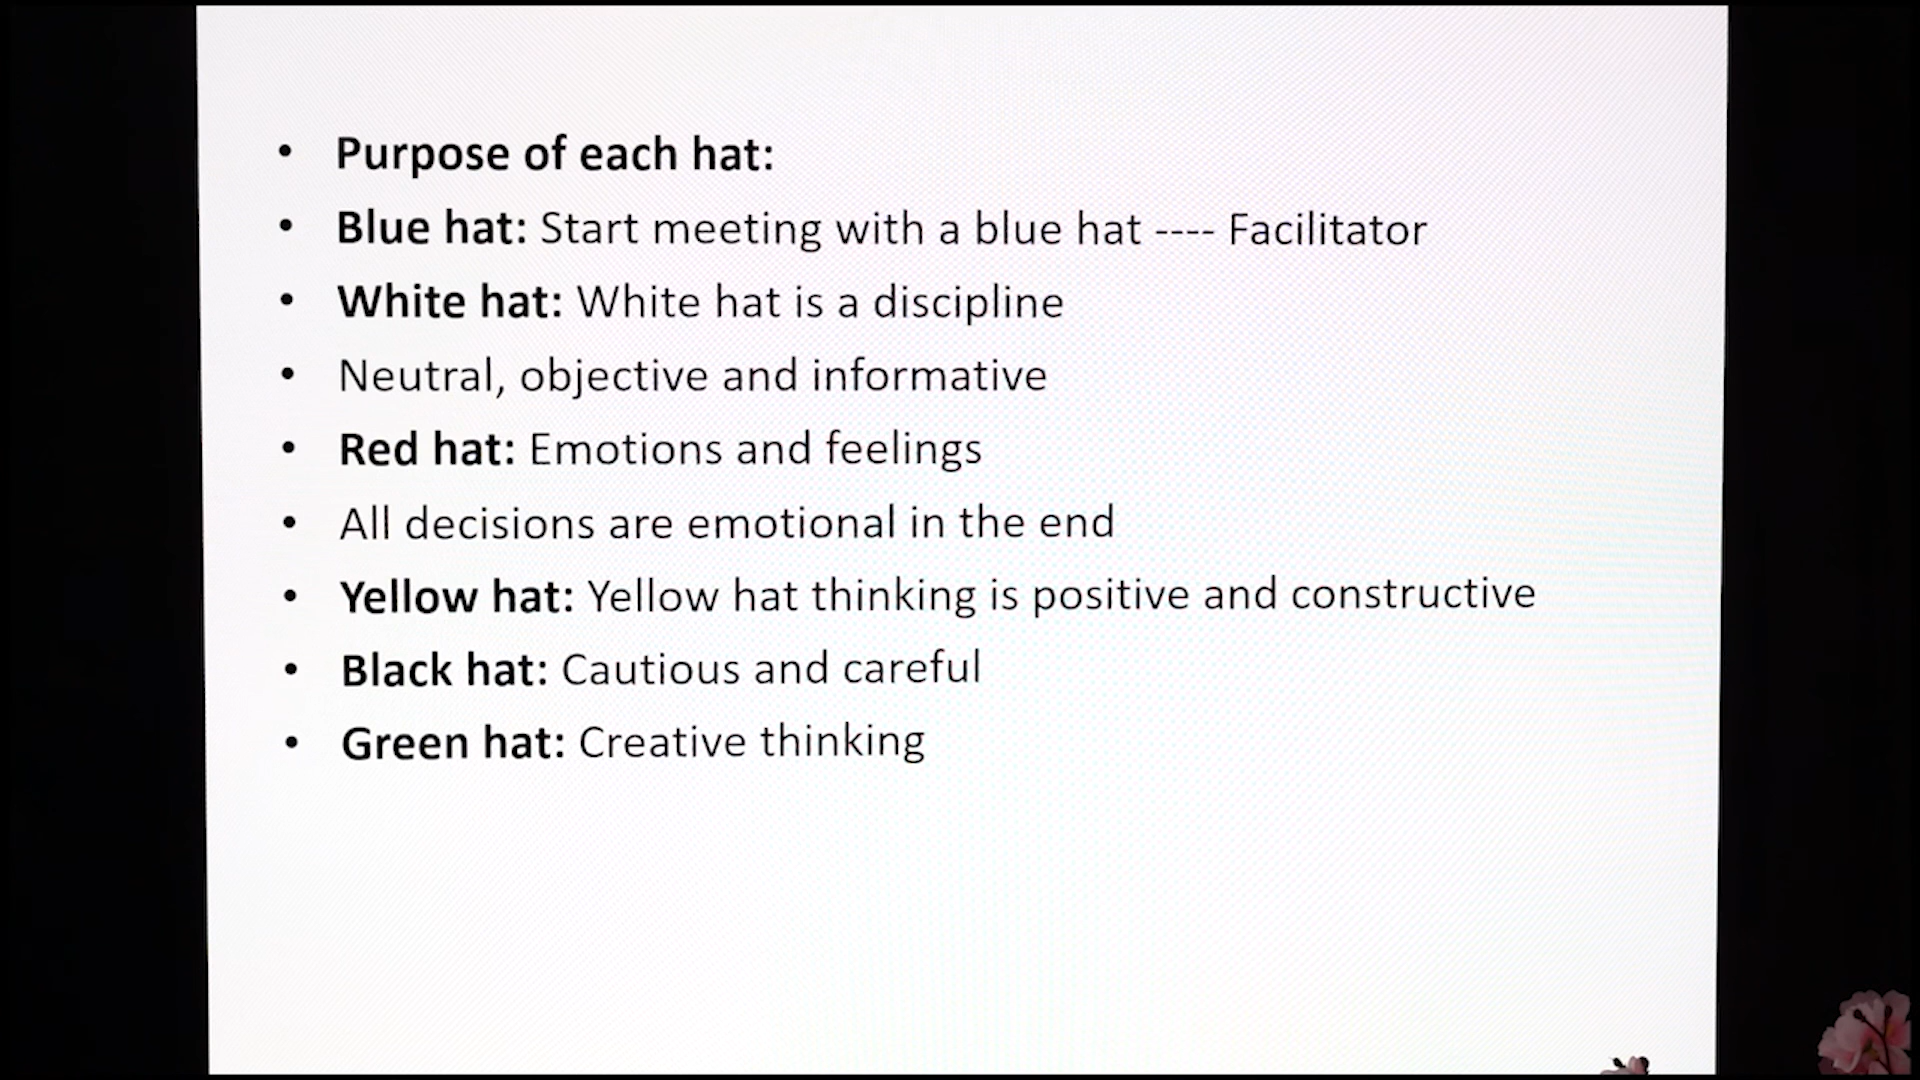 • Purpose of each hat:
• Blue hat: Start meeting with a blue hat ---- Facilitator
• White hat: White hat is a discipline
• Neutral, objective and informative
• Red hat: Emotions and feelings
• All decisions are emotional in the end
• Yellow hat: Yellow hat thinking is positive and constructive
• Black hat: Cautious and careful
• Green hat: Creative thinking